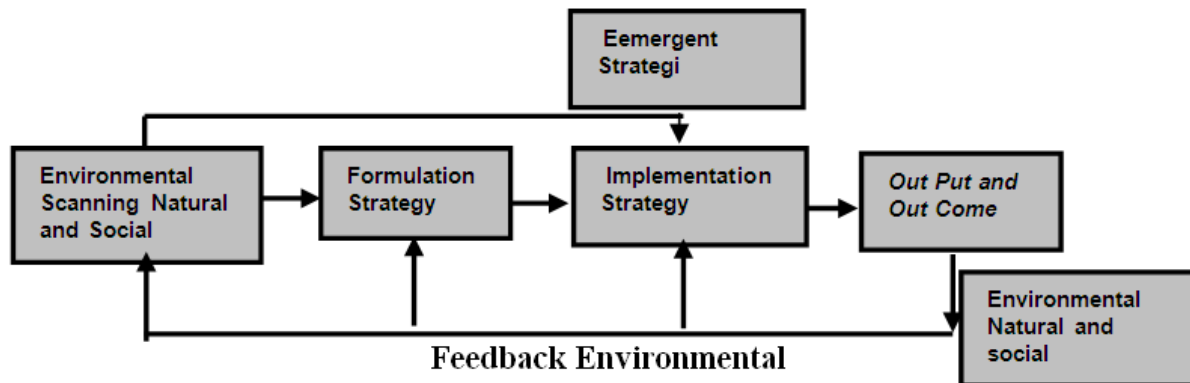 Eemergent
Strategi
Environmental
Scanning Natural
and Social
Formulation
Strategy
Implementation
Strategy
Out Put and
Out Come
Environmental
Natural and
social
Feedback Environmental